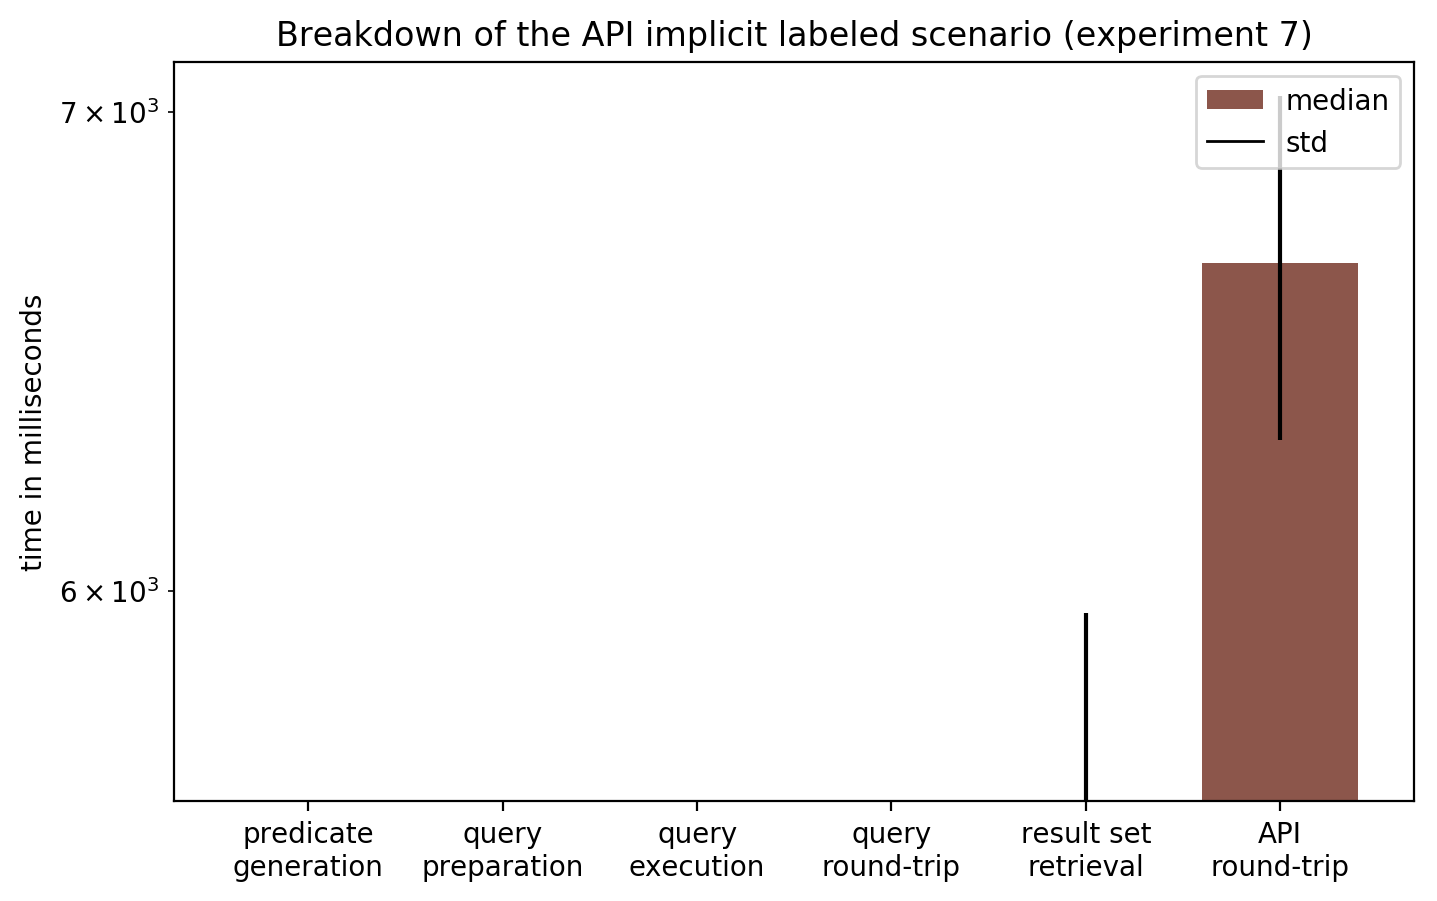 Breakdown of the API implicit labeled scenario (experiment 7)
7 × 10³
6 × 10³
time in milliseconds
median
std
predicate
generation
query
preparation
query
execution
query
round-trip
result set
retrieval
API
round-trip